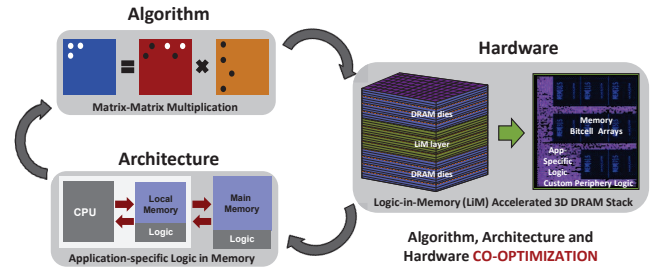 Algorithm
Matrix-Matrix Multiplication
Hardware
DRAM dies
LiM layer
DRAM dies
Memory
Bitcell Arrays
App-
Specific
Logic
Custom Periphery Logic
Logic-in-Memory (LiM) Accelerated 3D DRAM Stack
Architecture
CPU
Local
Memory
Logic
Main
Memory
Logic
Application-specific Logic in Memory
Algorithm, Architecture and
Hardware CO-OPTIMIZATION